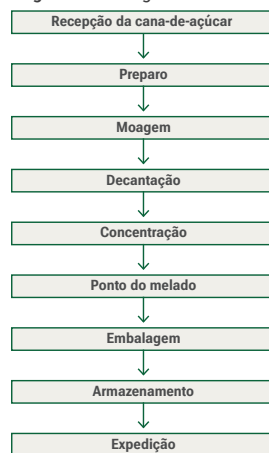 Recepção da cana-de-açúcar
Preparo
Moagem
Decantação
Concentração
Ponto do melado
Embalagem
Armazenamento
Expedição